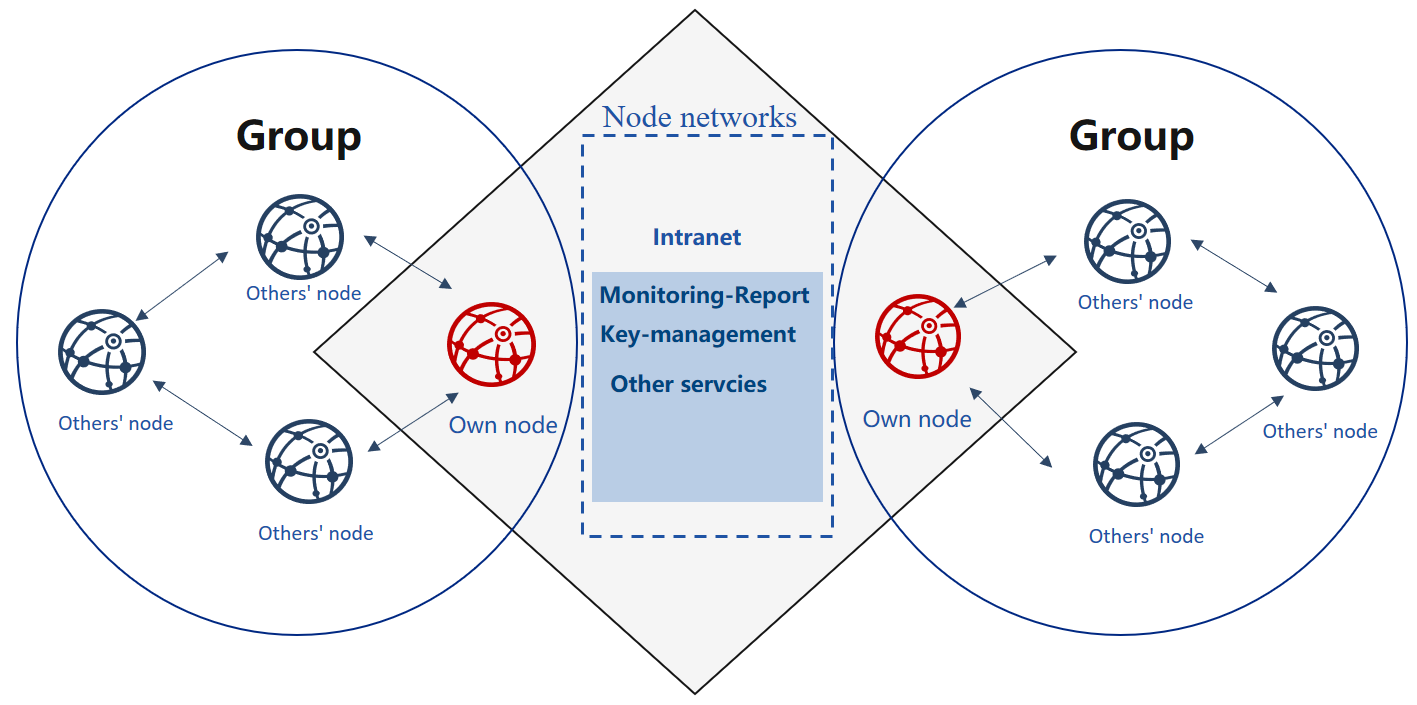 Node networks
Group
Group
Intranet
Others' node
Monitoring-Report
Others' node
Key-management
Other servcies
Others' node
Own node
Own node
Others' node
Others' node
Others' node